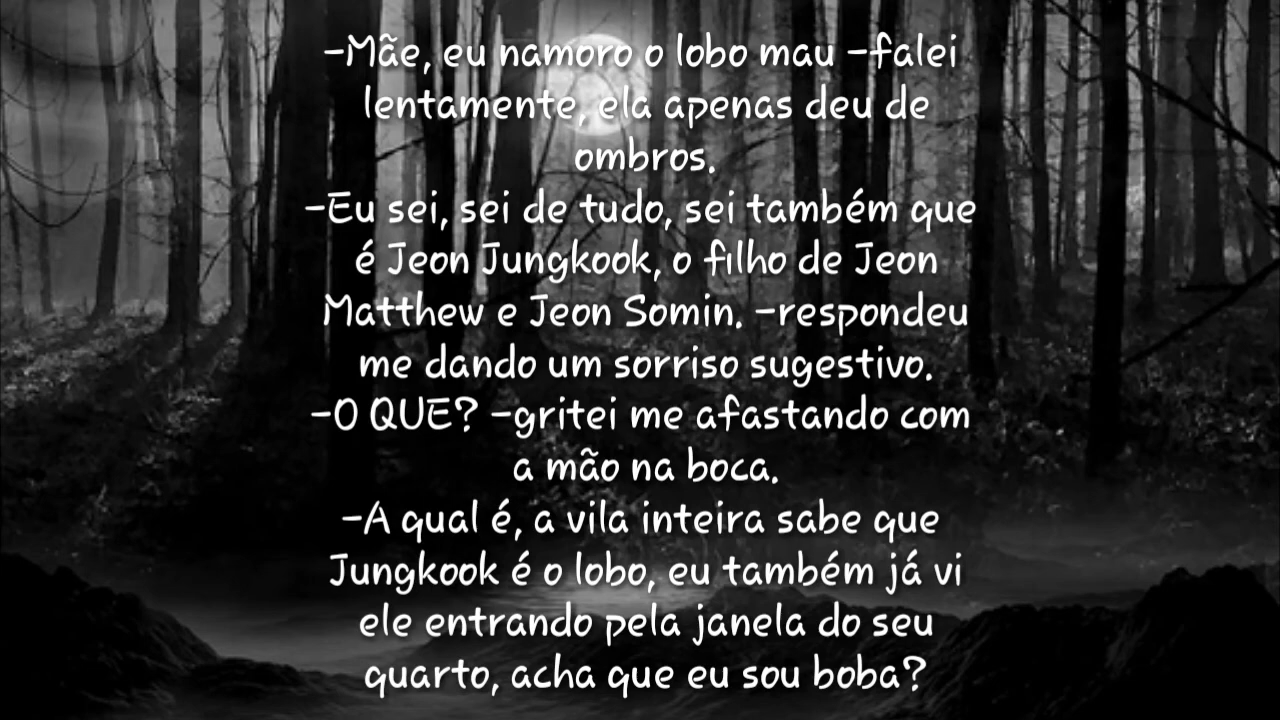 -Mãe, eu namoro o lobo mau -falei
lentamente, ela apenas deu de
ombros.
-Eu sei, sei de tudo, sei também que
é Jeon Jungkook, o filho de Jeon
Matthew e Jeon Somin. -respondeu
me dando um sorriso sugestivo.
-O QUE? -gritei me afastando com
a mão na boca.
-A qual é, a vila inteira sabe que
Jungkook é o lobo, eu também já vi
ele entrando pela janela do seu
quarto, acha que eu sou boba?